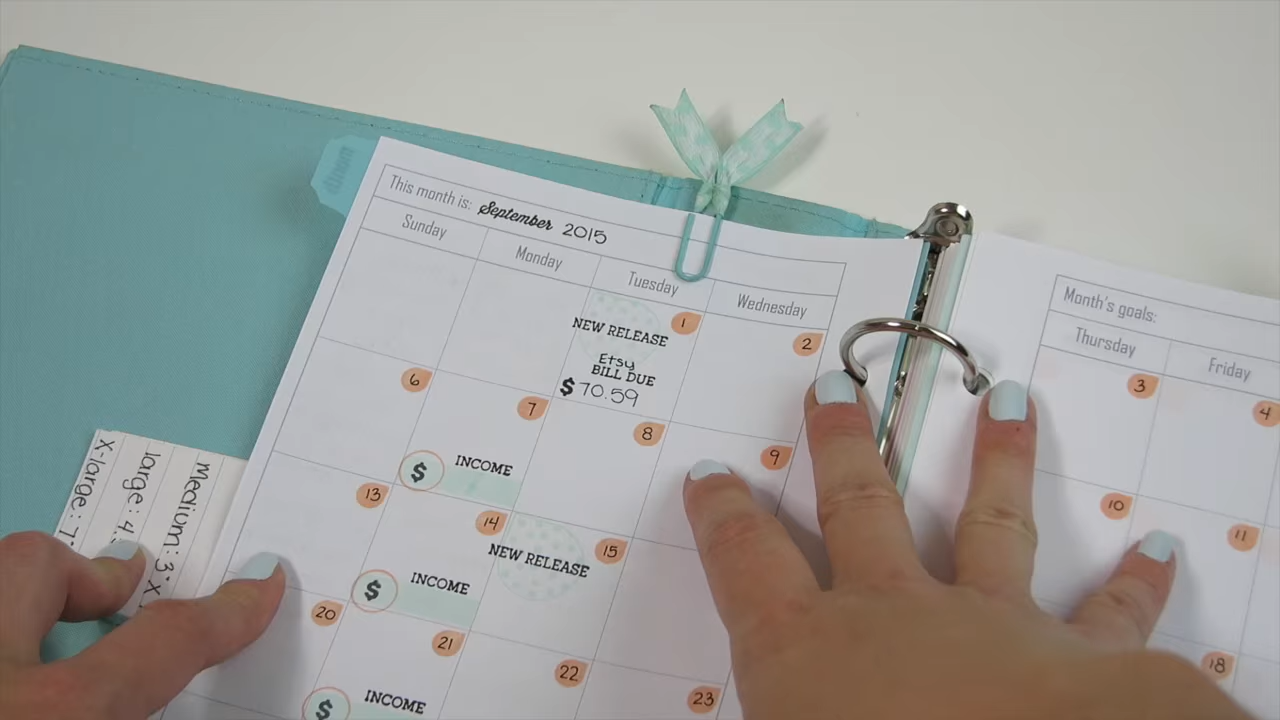 This month is: September 2015
Sunday
Monday
Tuesday
Wednesday
NEW RELEASE
1
Etsy
BILL DUE
$ 70.59
2
6
7
8
9
$ INCOME
13
14
15
$ INCOME
NEW RELEASE
20
21
22
23
$ INCOME
Month's goals:
Thursday
Friday
3
4
10
11
18
X-large:
large: 4.
Medium: 3" X